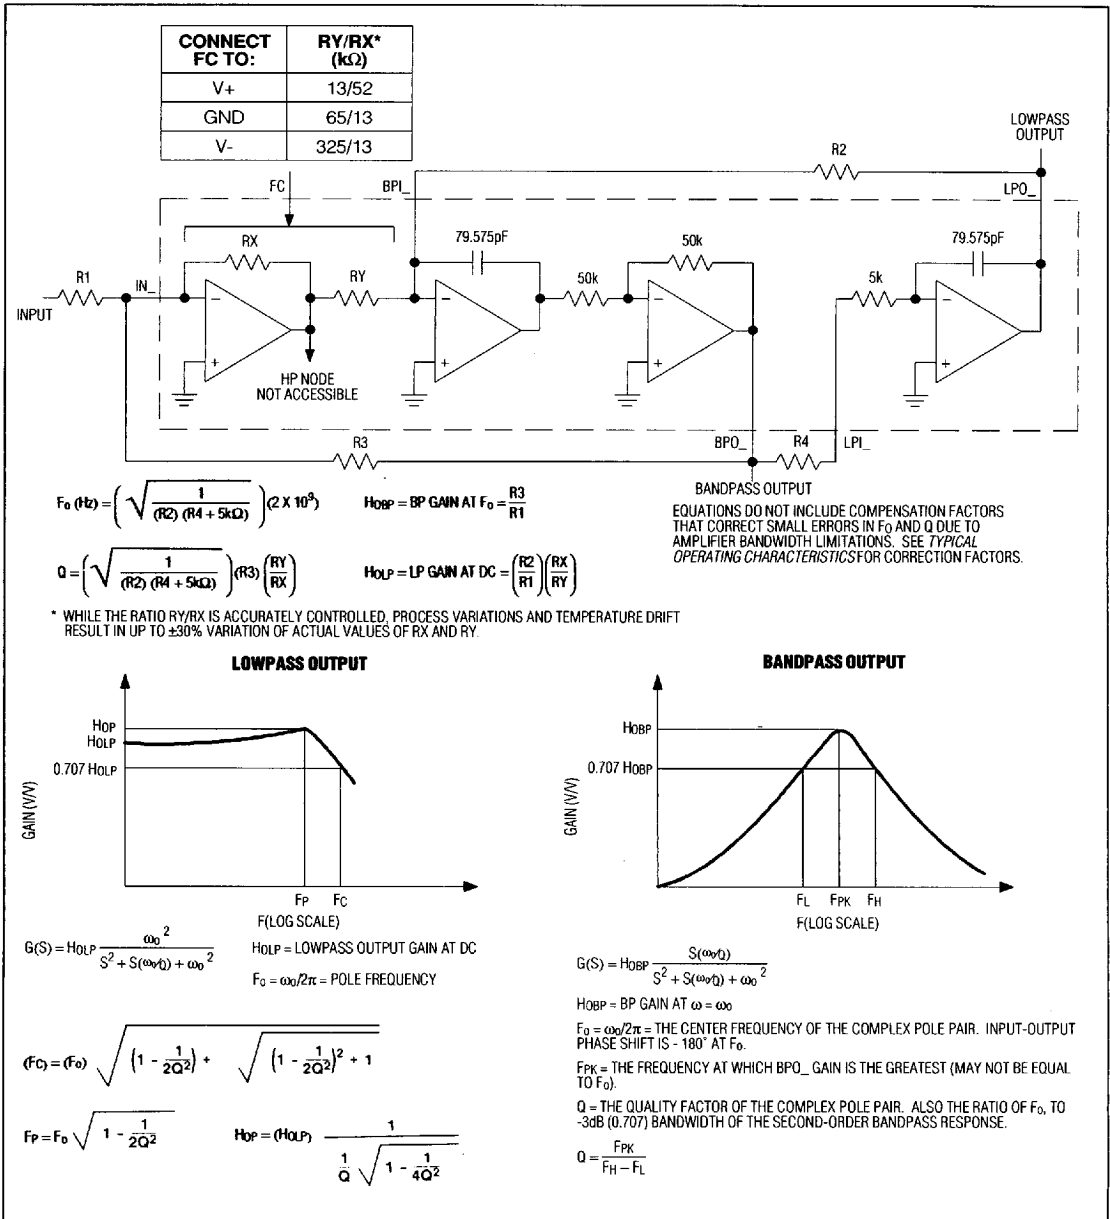 CONNECT FC TO: RY/RX* (kΩ)
V+ 13/52
GND 65/13
V- 325/13
LOWPASS OUTPUT
R2
FC
BPI_
LPO_
RX
79.575pF
50k
79.575pF
R1
IN_
RY
50k
5k
INPUT
HP NODE
NOT ACCESSIBLE
R3
BPO_
R4
LPI_
BANDPASS OUTPUT
F₀ (Hz) = (√(1 / (R2) (R4 + 5kΩ))) (2 X 10⁹)
H₀BP = BP GAIN AT F₀ = R3 / R1
EQUATIONS DO NOT INCLUDE COMPENSATION FACTORS
THAT CORRECT SMALL ERRORS IN F₀ AND Q DUE TO
AMPLIFIER BANDWIDTH LIMITATIONS. SEE TYPICAL
OPERATING CHARACTERISTICS FOR CORRECTION FACTORS.
Q = (√(1 / (R2) (R4 + 5kΩ))) (R3) (RY / RX)
H₀LP = LP GAIN AT DC = (R2 / R1) (RX / RY)
* WHILE THE RATIO RY/RX IS ACCURATELY CONTROLLED, PROCESS VARIATIONS AND TEMPERATURE DRIFT
RESULT IN UP TO ±30% VARIATION OF ACTUAL VALUES OF RX AND RY.
LOWPASS OUTPUT
HOP
HOLP
0.707 HOLP
GAIN (V/V)
FP FC
F(LOG SCALE)
G(S) = HOLP ω₀² / (S² + S(ω₀/Q) + ω₀²)
HOLP = LOWPASS OUTPUT GAIN AT DC
F₀ = ω₀/2π = POLE FREQUENCY
(FC) = (F₀) √((1 - 1/2Q²) + √((1 - 1/2Q²)² + 1))
FP = F₀ √(1 - 1/2Q²)
HOP = (HOLP) 1 / ((1/Q) √(1 - 1/4Q²))
BANDPASS OUTPUT
HOBP
0.707 HOBP
GAIN (V/V)
FL FPK FH
F(LOG SCALE)
G(S) = HOBP S(ω₀/Q) / (S² + S(ω₀/Q) + ω₀²)
HOBP = BP GAIN AT ω = ω₀
F₀ = ω₀/2π = THE CENTER FREQUENCY OF THE COMPLEX POLE PAIR. INPUT-OUTPUT
PHASE SHIFT IS - 180° AT F₀.
FPK = THE FREQUENCY AT WHICH BPO_ GAIN IS THE GREATEST (MAY NOT BE EQUAL
TO F₀).
Q = THE QUALITY FACTOR OF THE COMPLEX POLE PAIR. ALSO THE RATIO OF F₀, TO
-3dB (0.707) BANDWIDTH OF THE SECOND-ORDER BANDPASS RESPONSE.
Q = FPK / (FH – FL)